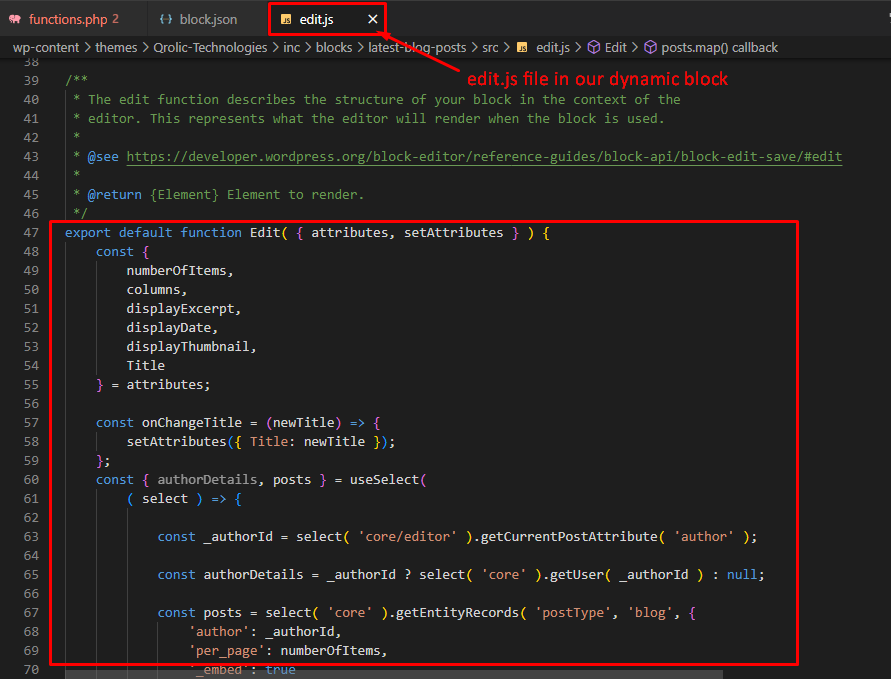 functions.php 2 block.json edit.js
wp-content > themes > Qrolic-Technologies > inc > blocks > latest-blog-posts > src > edit.js > Edit > posts.map() callback
edit.js file in our dynamic block
38
39 /**
40 * The edit function describes the structure of your block in the context of the
41 * editor. This represents what the editor will render when the block is used.
42 *
43 * @see https://developer.wordpress.org/block-editor/reference-guides/block-api/block-edit-save/#edit
44 *
45 * @return {Element} Element to render.
46 */
47 export default function Edit( { attributes, setAttributes } ) {
48 const {
49 numberOfItems,
50 columns,
51 displayExcerpt,
52 displayDate,
53 displayThumbnail,
54 Title
55 } = attributes;
56
57 const onChangeTitle = (newTitle) => {
58 setAttributes({ Title: newTitle });
59 };
60 const { authorDetails, posts } = useSelect(
61 ( select ) => {
62
63 const _authorId = select( 'core/editor' ).getCurrentPostAttribute( 'author' );
64
65 const authorDetails = _authorId ? select( 'core' ).getUser( _authorId ) : null;
66
67 const posts = select( 'core' ).getEntityRecords( 'postType', 'blog', {
68 'author': _authorId,
69 'per_page': numberOfItems,
70 '_embed': true